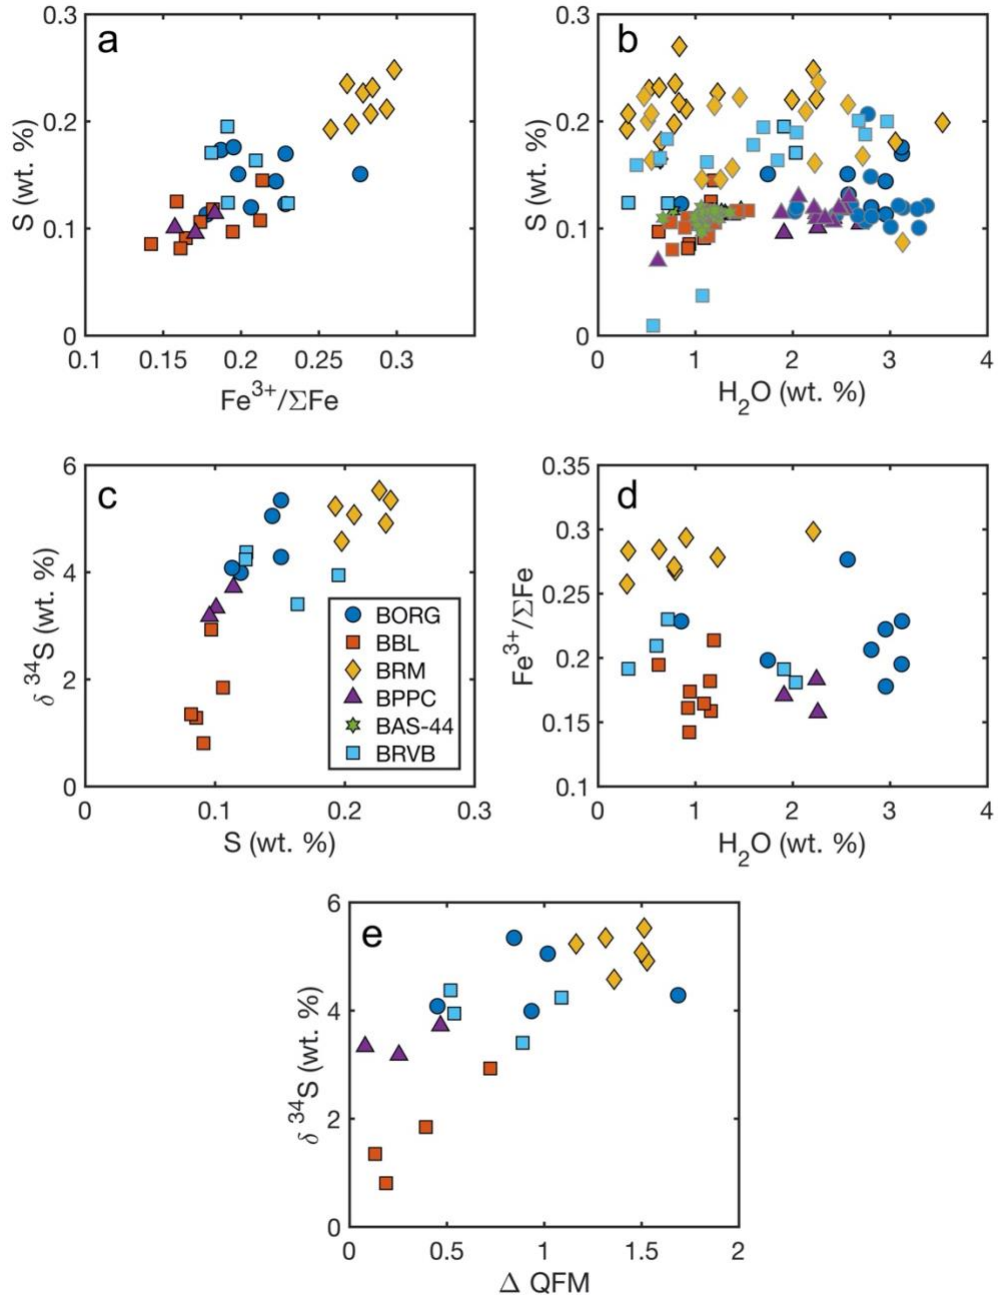 a
0.3
0.2
0.1
0
S (wt. %)
0.1 0.15 0.2 0.25 0.3
Fe3+/ΣFe
b
0.3
0.2
0.1
0
S (wt. %)
0 1 2 3 4
H2O (wt. %)
c
6
4
2
0
δ 34S (wt. %)
BORG
BBL
BRM
BPPC
BAS-44
BRVB
0 0.1 0.2 0.3
S (wt. %)
d
0.35
0.3
0.25
0.2
0.15
0.1
Fe3+/ΣFe
0 1 2 3 4
H2O (wt. %)
e
6
4
2
0
δ 34S (wt. %)
0 0.5 1 1.5 2
Δ QFM